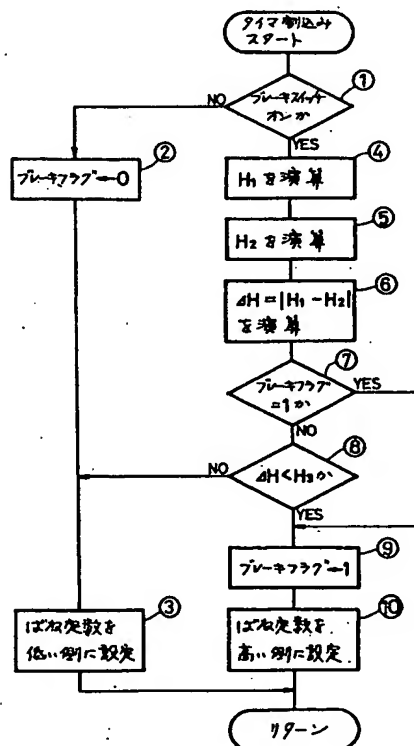 タイマ割込み
スタート
①
ブレーキスイッチ
オンか
NO
YES
②
ブレーキフラグ←0
④
H₁を演算
⑤
H₂を演算
⑥
ΔH=|H₁-H₂|
を演算
⑦
ブレーキフラグ
=1か
YES
NO
⑧
ΔH<H₃か
NO
YES
⑨
ブレーキフラグ←1
③
ばね定数を
低い側に設定
⑩
ばね定数を
高い側に設定
リターン